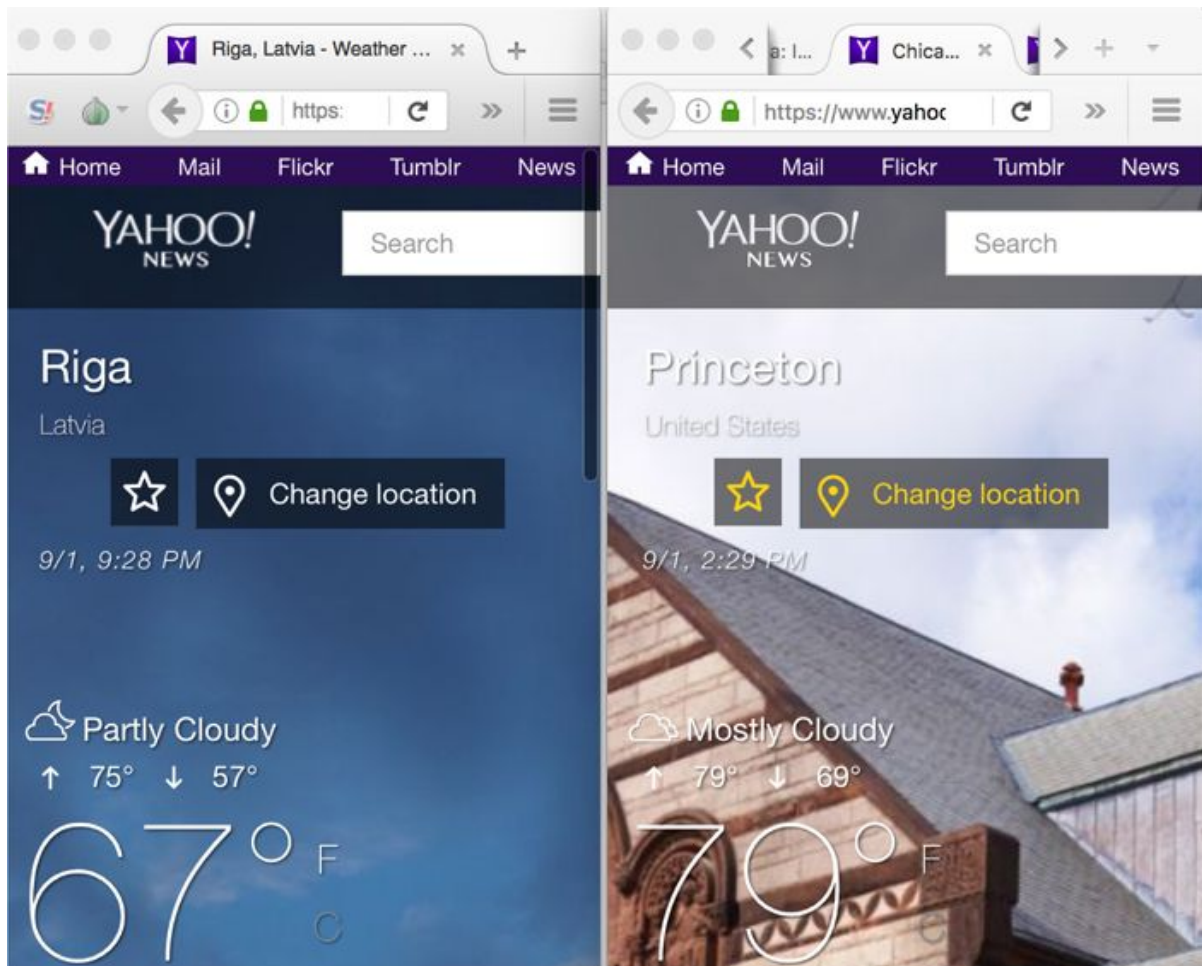 Riga, Latvia - Weather ...
https:
Home Mail Flickr Tumblr News
YAHOO!
NEWS
Search
Riga
Latvia
Change location
9/1, 9:28 PM
Partly Cloudy
↑ 75° ↓ 57°
67° F
C
a: l... Chica...
https://www.yahoo
Home Mail Flickr Tumblr News
YAHOO!
NEWS
Search
Princeton
United States
Change location
9/1, 2:29 PM
Mostly Cloudy
↑ 79° ↓ 69°
79° F
C